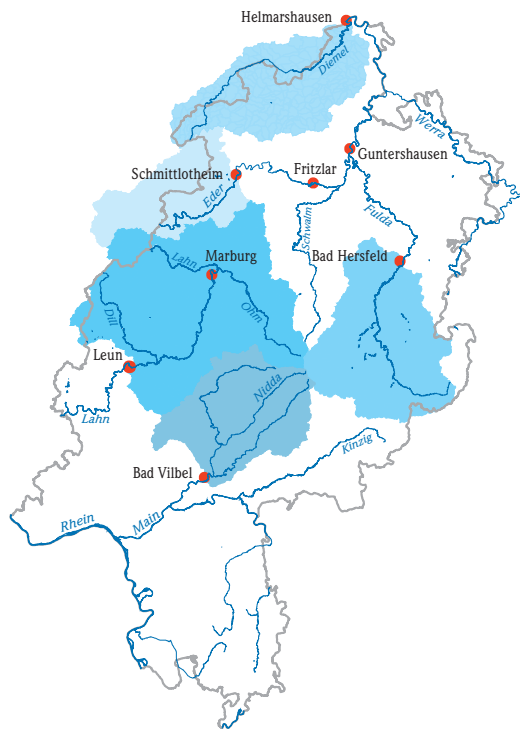 Helmarshausen
Diemel
Werra
Guntershausen
Fritzlar
Schmittlotheim
Eder
Schwalm
Fulda
Marburg
Bad Hersfeld
Lahn
Ohm
Dill
Leun
Nidda
Lahn
Kinzig
Bad Vilbel
Rhein
Main